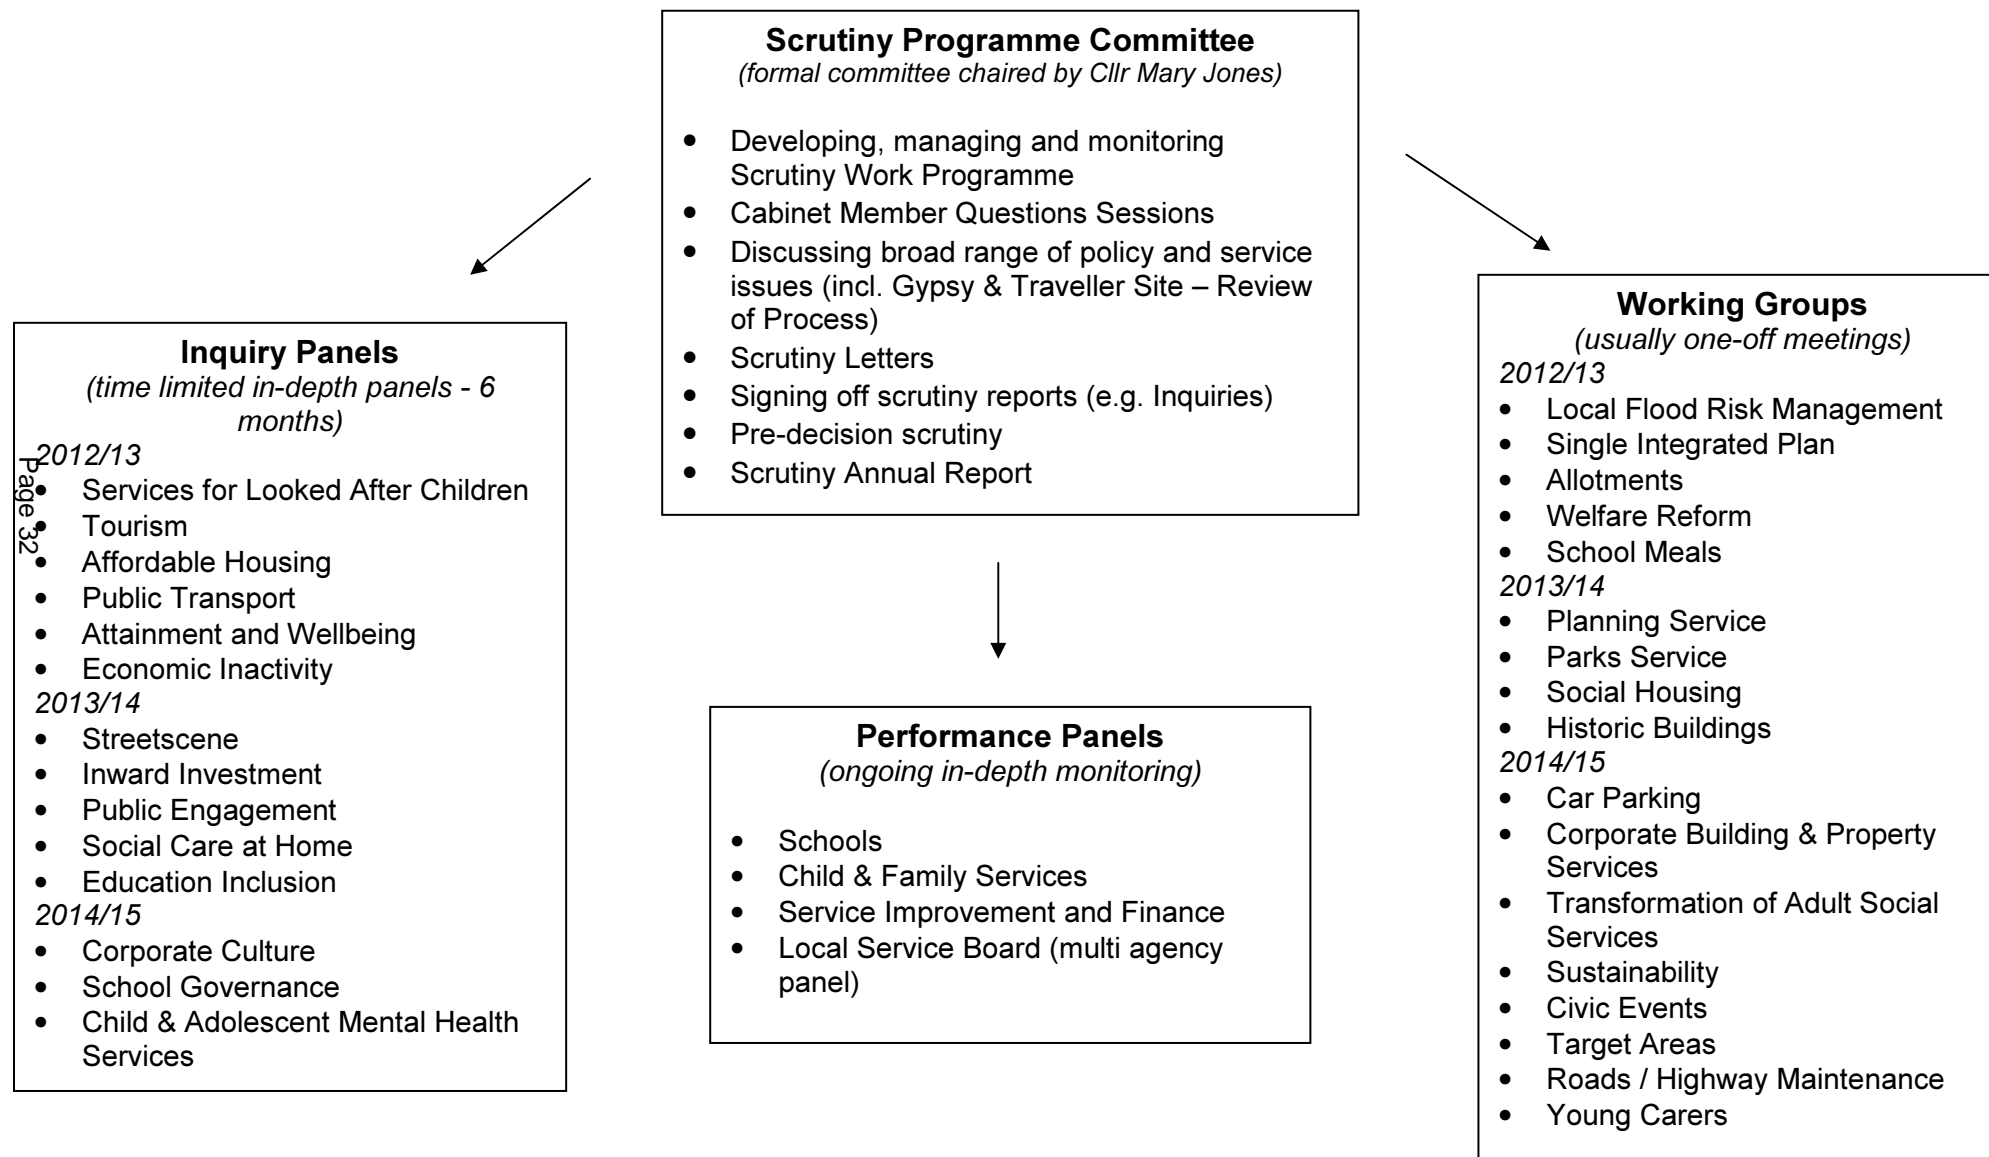 Scrutiny Programme Committee
(formal committee chaired by Cllr Mary Jones)
• Developing, managing and monitoring
Scrutiny Work Programme
• Cabinet Member Questions Sessions
• Discussing broad range of policy and service
issues (incl. Gypsy & Traveller Site – Review
of Process)
• Scrutiny Letters
• Signing off scrutiny reports (e.g. Inquiries)
• Pre-decision scrutiny
• Scrutiny Annual Report
Inquiry Panels
(time limited in-depth panels - 6
months)
2012/13
• Services for Looked After Children
• Tourism
• Affordable Housing
• Public Transport
• Attainment and Wellbeing
• Economic Inactivity
2013/14
• Streetscene
• Inward Investment
• Public Engagement
• Social Care at Home
• Education Inclusion
2014/15
• Corporate Culture
• School Governance
• Child & Adolescent Mental Health
Services
Page 32
Performance Panels
(ongoing in-depth monitoring)
• Schools
• Child & Family Services
• Service Improvement and Finance
• Local Service Board (multi agency
panel)
Working Groups
(usually one-off meetings)
2012/13
• Local Flood Risk Management
• Single Integrated Plan
• Allotments
• Welfare Reform
• School Meals
2013/14
• Planning Service
• Parks Service
• Social Housing
• Historic Buildings
2014/15
• Car Parking
• Corporate Building & Property
Services
• Transformation of Adult Social
Services
• Sustainability
• Civic Events
• Target Areas
• Roads / Highway Maintenance
• Young Carers